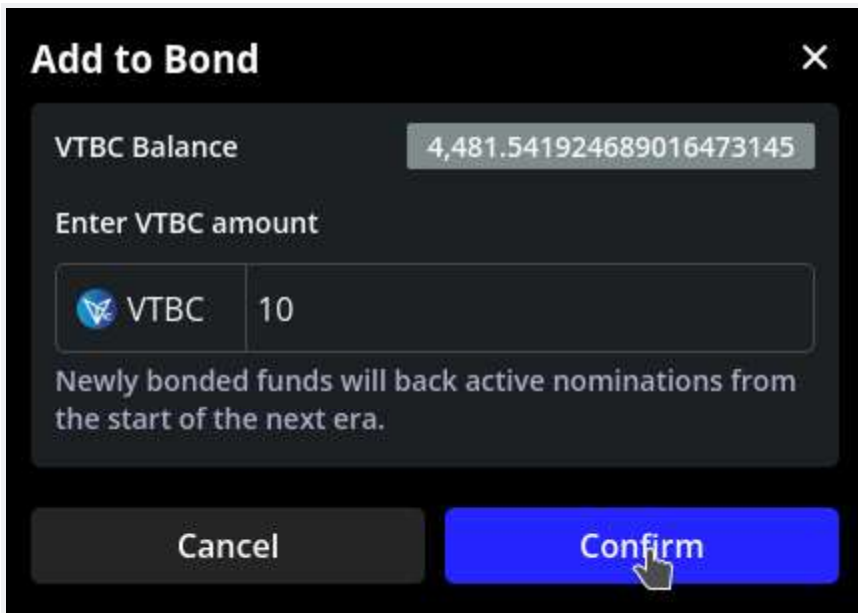 Add to Bond
VTBC Balance 4,481.541924689016473145
Enter VTBC amount
VTBC 10
Newly bonded funds will back active nominations from
the start of the next era.
Cancel Confirm